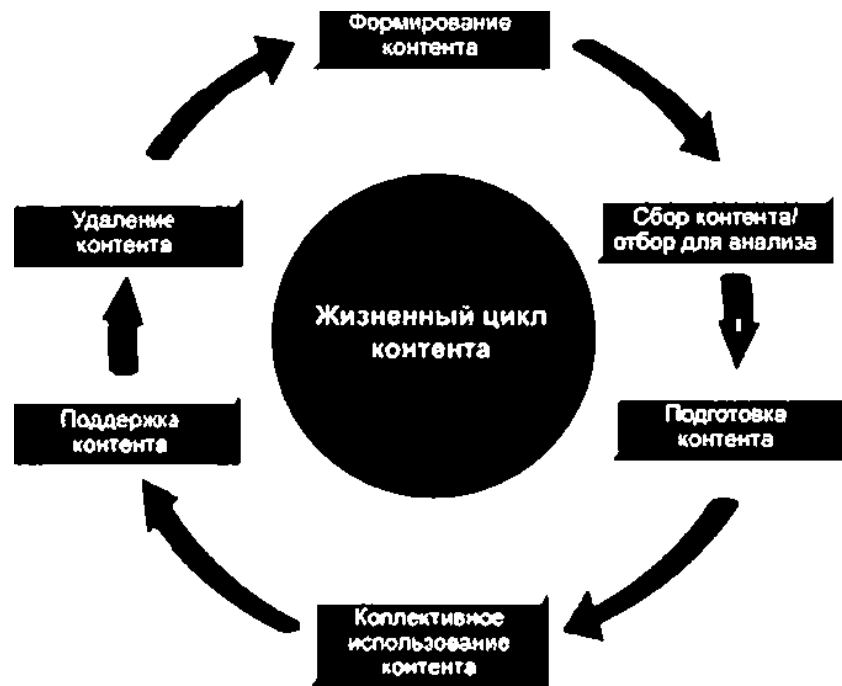 Формирование
контента
Сбор контента/
отбор для анализа
Подготовка
контента
Коллективное
использование
контента
Поддержка
контента
Удаление
контента
Жизненный цикл
контента